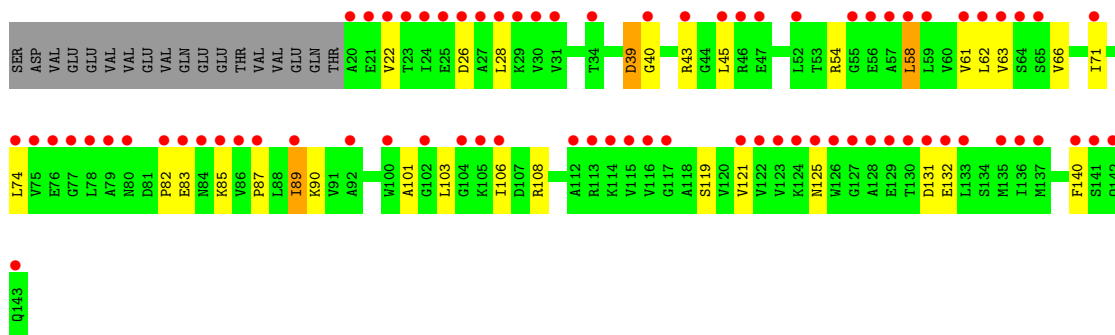 SER ASP VAL GLU GLU VAL VAL GLU VAL VAL GLN GLU GLU THR VAL VAL GLU GLN THR A20 E21 V22 T23 I24 E25 D26 A27 L28 K29 V30 V31 T34 D39 G40 R43 G44 L45 R46 E47 L52 T53 R54 G55 E56 A57 L58 L59 V60 V61 L62 V63 S64 S65 V66 I71
L74 V75 E76 G77 L78 A79 N80 D81 P82 E83 N84 K85 V86 P87 L88 I89 K90 V91 A92 W100 A101 G102 L103 G104 K105 I106 D107 R108 A112 R113 K114 V115 V116 G117 A118 S119 V120 V121 V122 V123 K124 N125 W126 G127 A128 E129 T130 D131 E132 L133 S134 M135 I136 M137 F140 S141
Q143